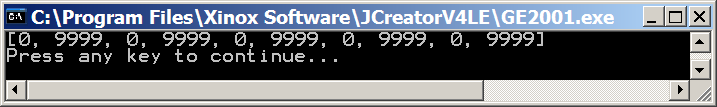 C:\Program Files\Xinox Software\JCreatorV4LE\GE2001.exe
[0, 9999, 0, 9999, 0, 9999, 0, 9999, 0, 9999]
Press any key to continue...